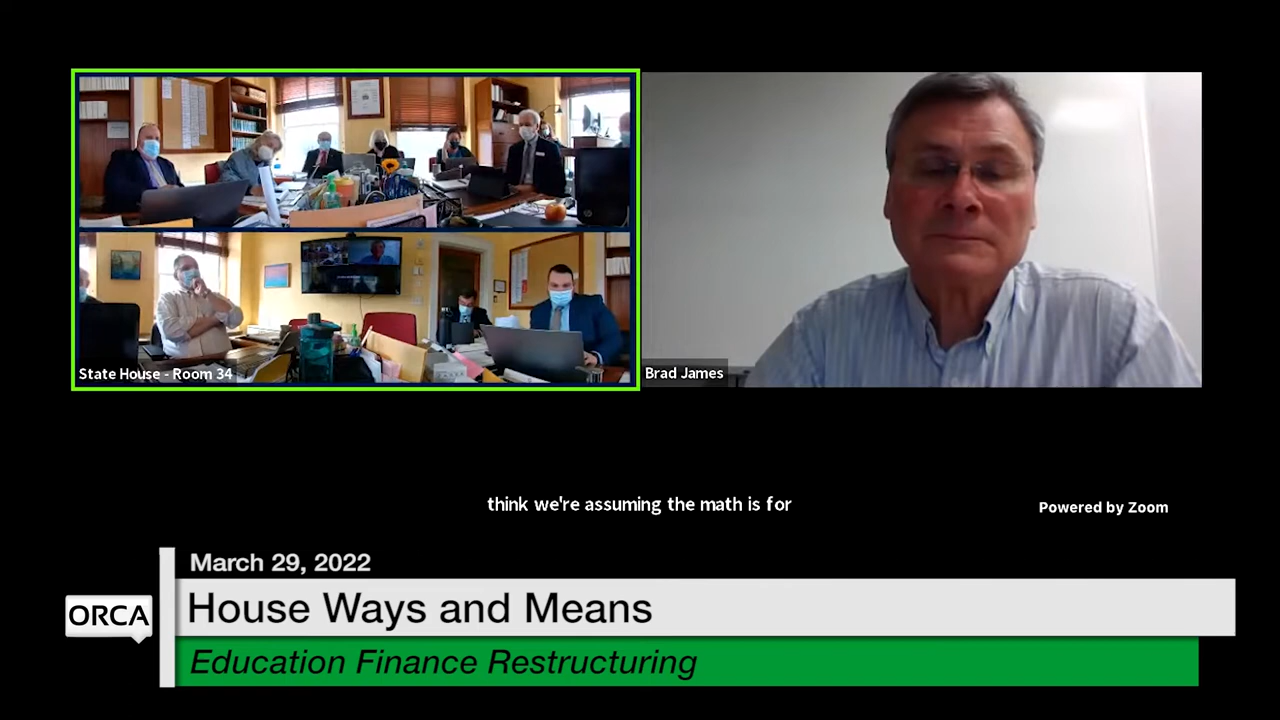 State House - Room 34
Brad James
think we're assuming the math is for
Powered by Zoom
March 29, 2022
ORCA
House Ways and Means
Education Finance Restructuring